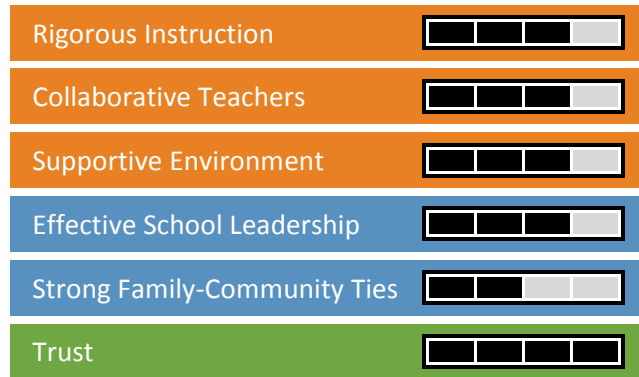 Rigorous Instruction
Collaborative Teachers
Supportive Environment
Effective School Leadership
Strong Family-Community Ties
Trust